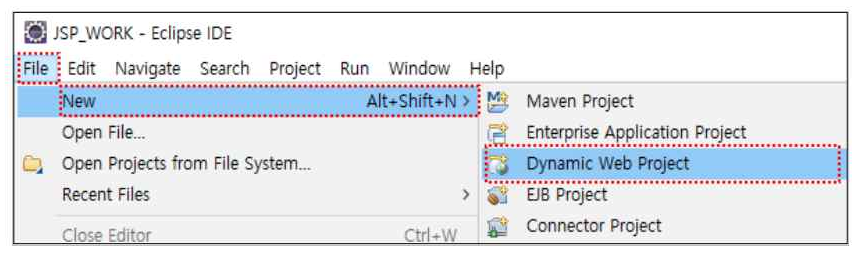 JSP_WORK - Eclipse IDE
File Edit Navigate Search Project Run Window Help
New Alt+Shift+N >
Open File...
Open Projects from File System...
Recent Files >
Close Editor Ctrl+W
Maven Project
Enterprise Application Project
Dynamic Web Project
EJB Project
Connector Project